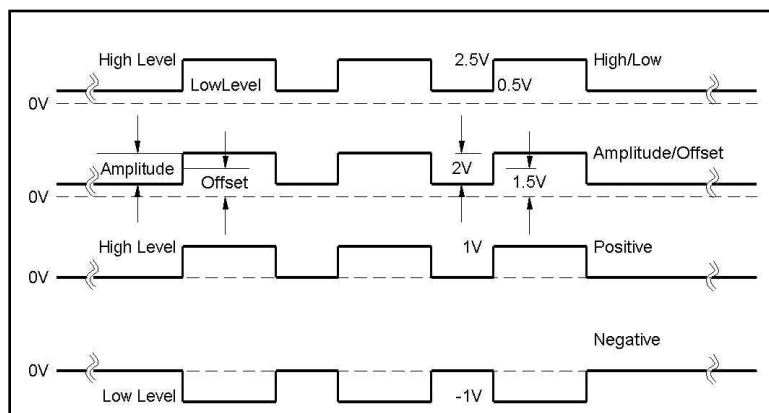 High Level 2.5V High/Low
LowLevel 0.5V
0V
Amplitude/Offset
Amplitude 2V
Offset 1.5V
0V
High Level 1V Positive
0V
Negative
0V
Low Level -1V